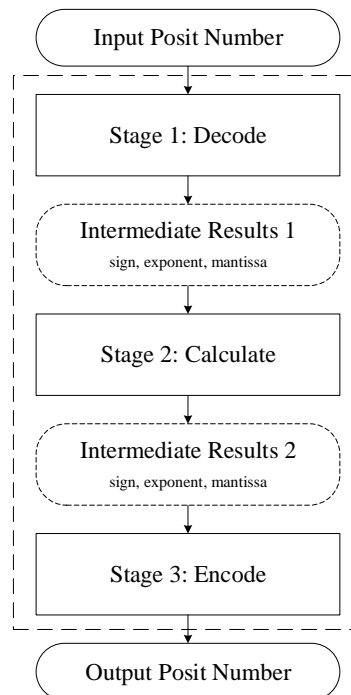 Input Posit Number
Stage 1: Decode
Intermediate Results 1
sign, exponent, mantissa
Stage 2: Calculate
Intermediate Results 2
sign, exponent, mantissa
Stage 3: Encode
Output Posit Number